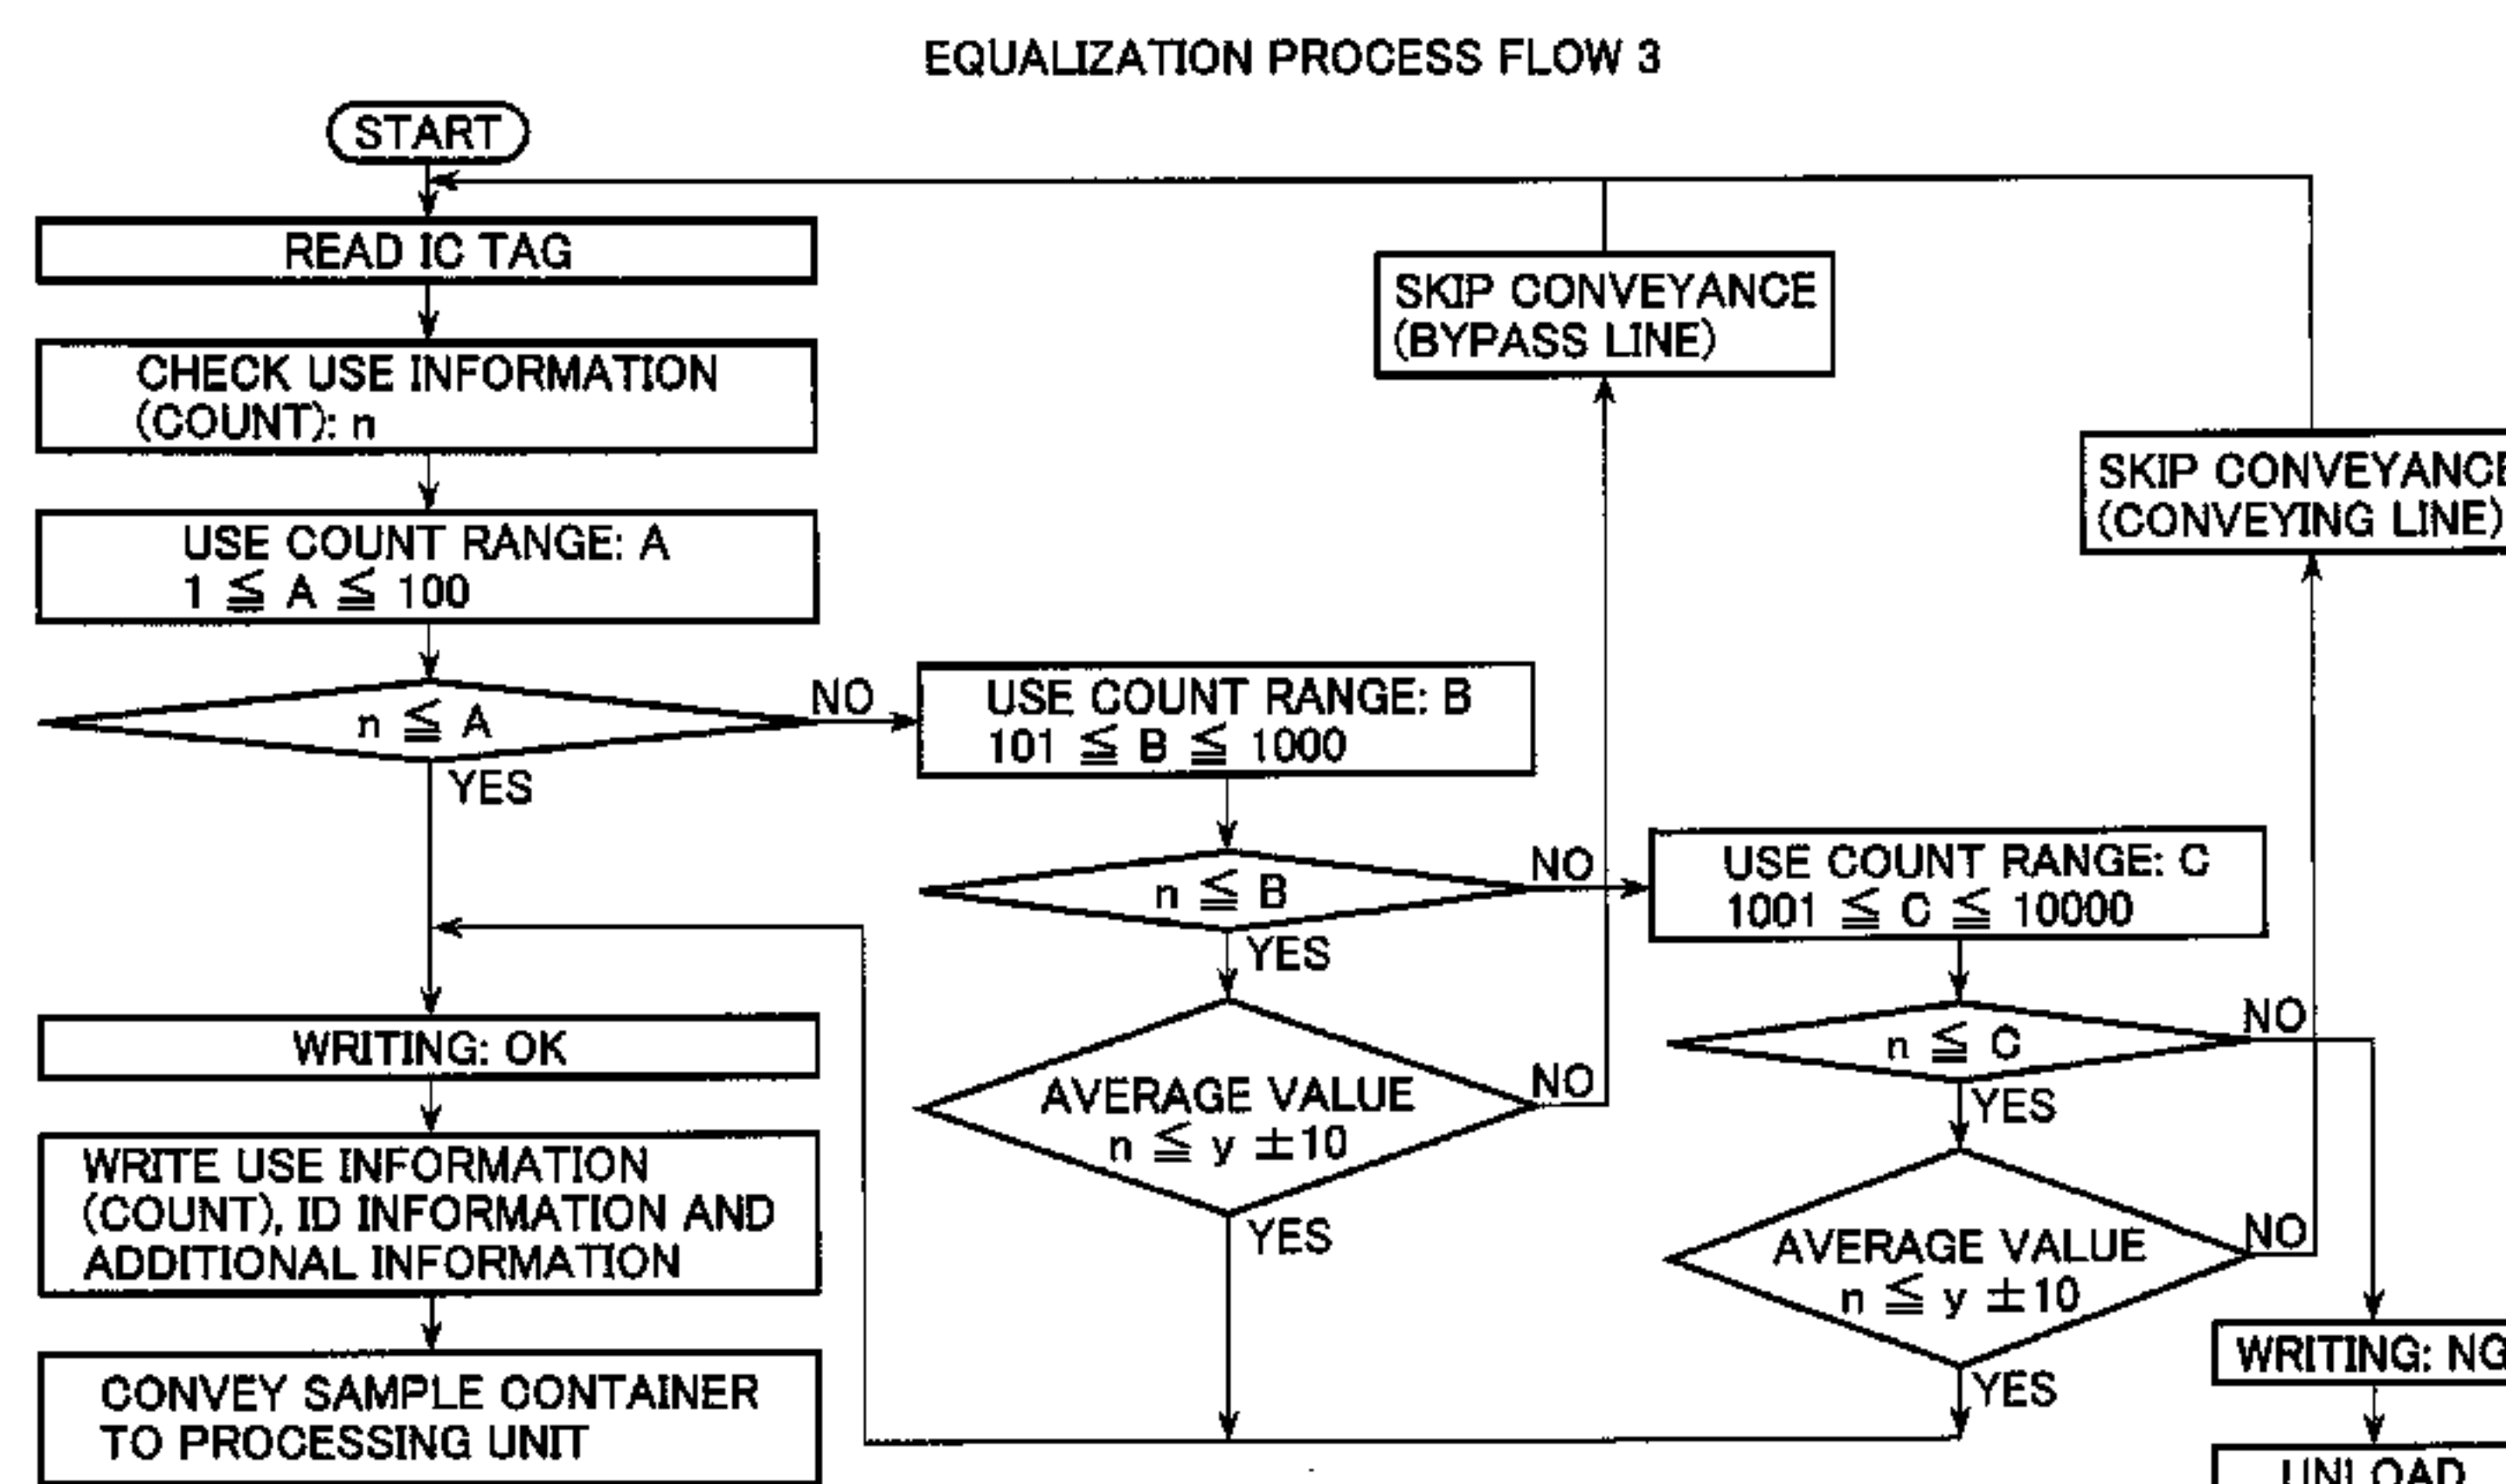 EQUALIZATION PROCESS FLOW 3
START
READ IC TAG
SKIP CONVEYANCE
(BYPASS LINE)
CHECK USE INFORMATION
(COUNT): n
SKIP CONVEYANCE
(CONVEYING LINE)
USE COUNT RANGE: A
1 ≦ A ≦ 100
n ≦ A
NO
YES
USE COUNT RANGE: B
101 ≦ B ≦ 1000
n ≦ B
NO
YES
USE COUNT RANGE: C
1001 ≦ C ≦ 10000
n ≦ C
NO
YES
WRITING: OK
AVERAGE VALUE
n ≦ y ±10
NO
YES
WRITE USE INFORMATION
(COUNT), ID INFORMATION AND
ADDITIONAL INFORMATION
AVERAGE VALUE
n ≦ y ±10
NO
YES
CONVEY SAMPLE CONTAINER
TO PROCESSING UNIT
WRITING: NG
UNLOAD